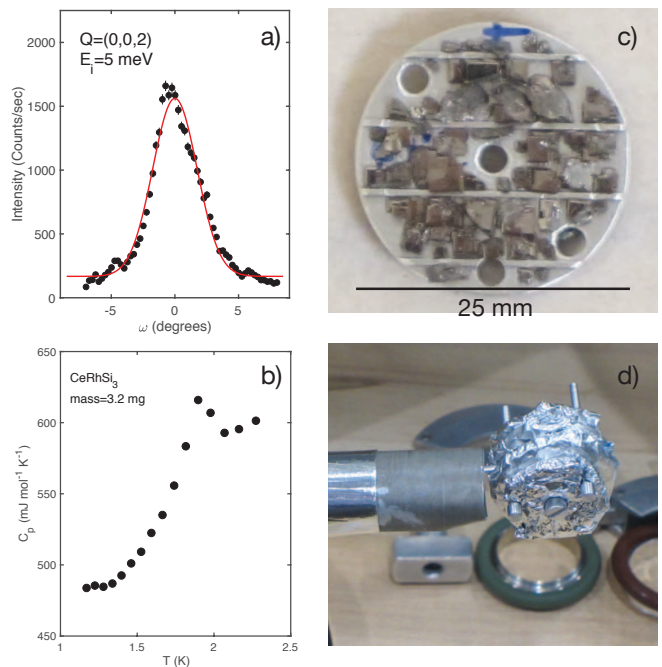 a)
Q=(0,0,2)
E_i=5 meV
Intensity (Counts/sec)
2000
1500
1000
500
0
-5
0
5
ω (degrees)
c)
25 mm
b)
CeRhSi₃
mass=3.2 mg
C_p (mJ mol⁻¹ K⁻¹)
650
600
550
500
450
1
1.5
2
2.5
T (K)
d)